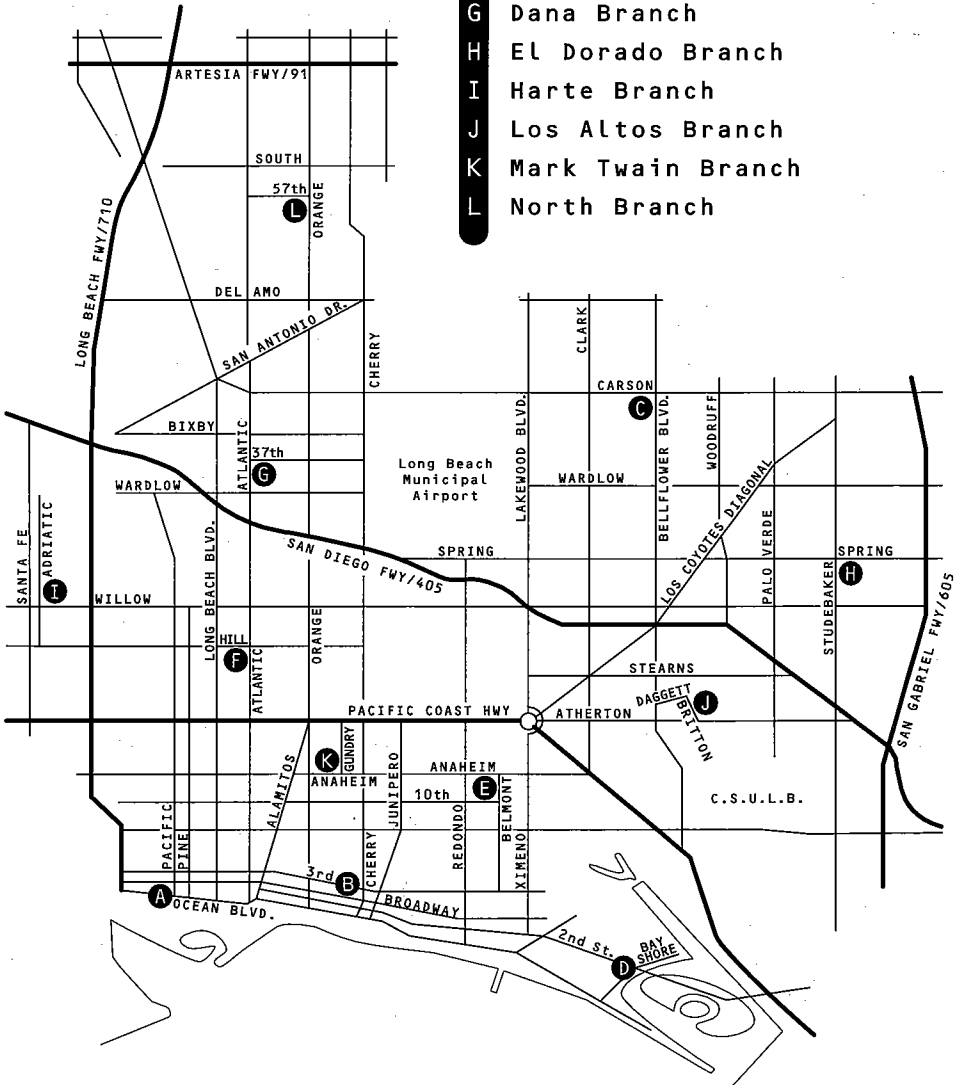 G Dana Branch
H El Dorado Branch
I Harte Branch
J Los Altos Branch
K Mark Twain Branch
L North Branch
ARTESIA FWY/91
SOUTH
57th
L
ORANGE
LONG BEACH FWY/710
DEL AMO
SAN ANTONIO DR.
CHERRY
CLARK
CARSON
C
BIXBY
ATLANTIC
37th
G
Long Beach
Municipal
Airport
LAKEWOOD BLVD.
BELLFLOWER BLVD.
WOODRUFF
WARDLOW
WARDLOW
LOS COYOTES DIAGONAL
SANTA FE
ADRIATIC
I
WILLOW
LONG BEACH BLVD.
SAN DIEGO FWY/405
SPRING
PALO VERDE
STUDEBAKER
SPRING
H
SAN GABRIEL FWY/605
HILL
F
ATLANTIC
ORANGE
STEARNS
DAGGETT
J
BRITTON
PACIFIC COAST HWY
ATHERTON
K
GUNDRY
ANAHEIM
ALAMITOS
JUNIPERO
ANAHEIM
E
10th
BELMONT
C.S.U.L.B.
PACIFIC
PINE
CHERRY
REDONDO
XIMENO
3rd
B
BROADWAY
A
OCEAN BLVD.
2nd St.
BAY
SHORE
D